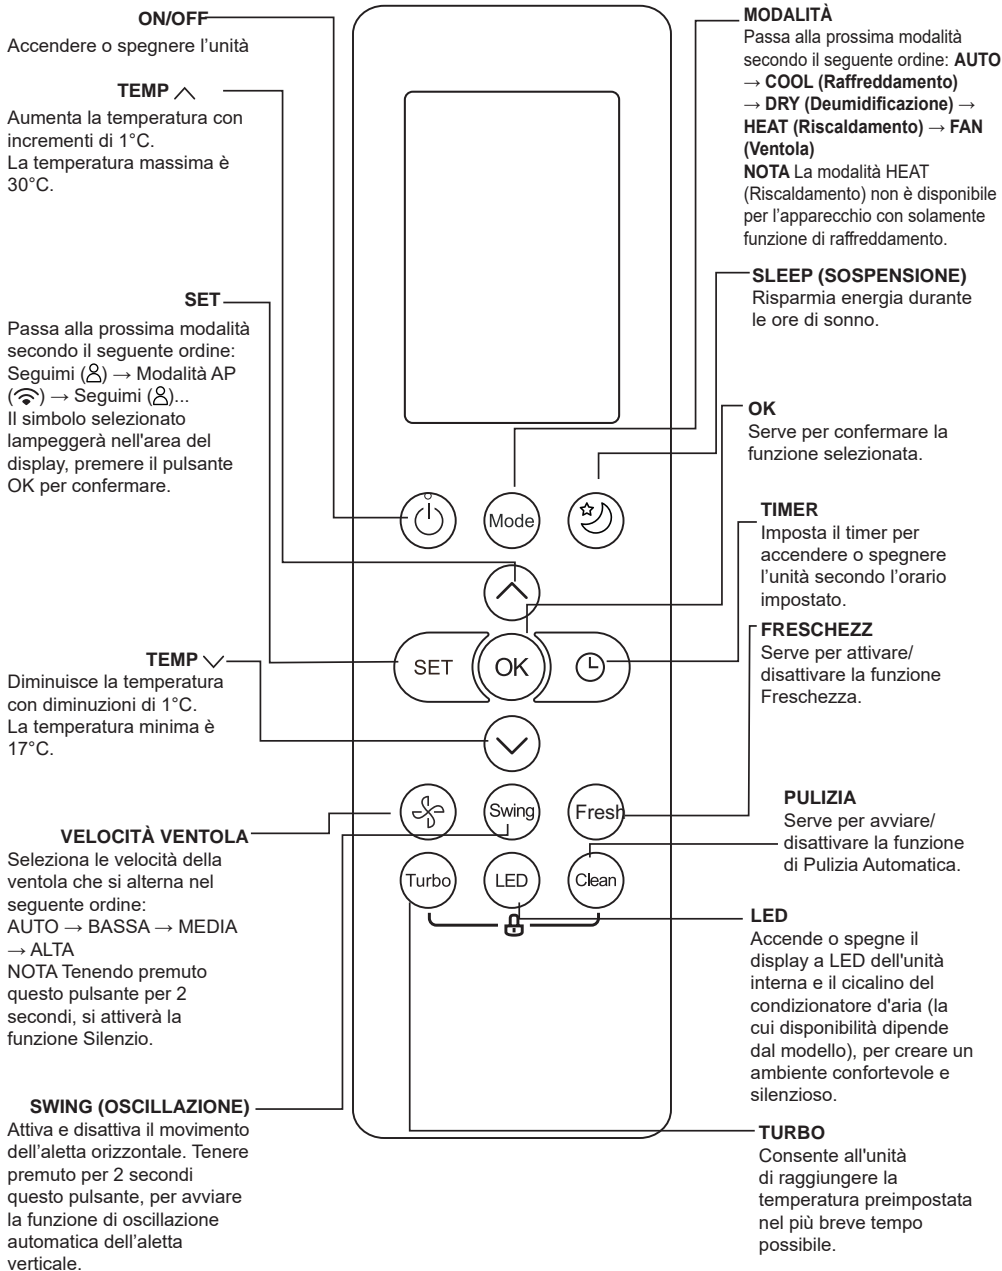 ON/OFF
Accendere o spegnere l’unità
TEMP
Aumenta la temperatura con
incrementi di 1°C.
La temperatura massima è
30°C.
SET
Passa alla prossima modalità
secondo il seguente ordine:
Seguimi ( ) → Modalità AP
( ) → Seguimi ( )...
Il simbolo selezionato
lampeggerà nell'area del
display, premere il pulsante
OK per confermare.
TEMP
Diminuisce la temperatura
con diminuzioni di 1°C.
La temperatura minima è
17°C.
VELOCITÀ VENTOLA
Seleziona le velocità della
ventola che si alterna nel
seguente ordine:
AUTO → BASSA → MEDIA
→ ALTA
NOTA Tenendo premuto
questo pulsante per 2
secondi, si attiverà la
funzione Silenzio.
SWING (OSCILLAZIONE)
Attiva e disattiva il movimento
dell’aletta orizzontale. Tenere
premuto per 2 secondi
questo pulsante, per avviare
la funzione di oscillazione
automatica dell’aletta
verticale.
Mode
SET
OK
Swing
Fresh
Turbo
LED
Clean
MODALITÀ
Passa alla prossima modalità
secondo il seguente ordine: AUTO
→ COOL (Raffreddamento)
→ DRY (Deumidificazione) →
HEAT (Riscaldamento) → FAN
(Ventola)
NOTA La modalità HEAT
(Riscaldamento) non è disponibile
per l’apparecchio con solamente
funzione di raffreddamento.
SLEEP (SOSPENSIONE)
Risparmia energia durante
le ore di sonno.
OK
Serve per confermare la
funzione selezionata.
TIMER
Imposta il timer per
accendere o spegnere
l’unità secondo l’orario
impostato.
FRESCHEZZ
Serve per attivare/
disattivare la funzione
Freschezza.
PULIZIA
Serve per avviare/
disattivare la funzione
di Pulizia Automatica.
LED
Accende o spegne il
display a LED dell'unità
interna e il cicalino del
condizionatore d'aria (la
cui disponibilità dipende
dal modello), per creare un
ambiente confortevole e
silenzioso.
TURBO
Consente all'unità
di raggiungere la
temperatura preimpostata
nel più breve tempo
possibile.